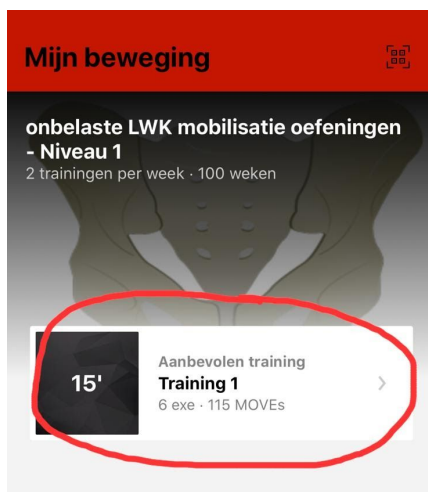 Mijn beweging
onbelaste LWK mobilisatie oefeningen
- Niveau 1
2 trainingen per week · 100 weken
15'
Aanbevolen training
Training 1
6 exe · 115 MOVEs